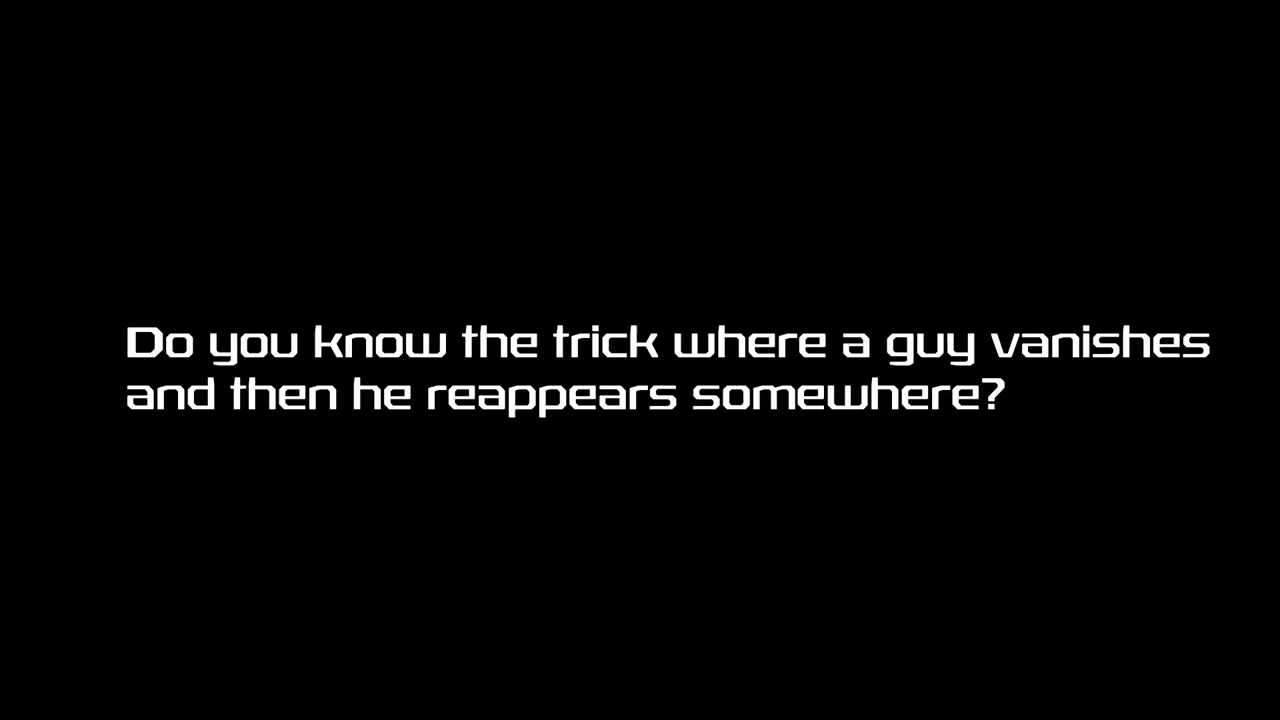 Do you know the trick where a guy vanishes
and then he reappears somewhere?